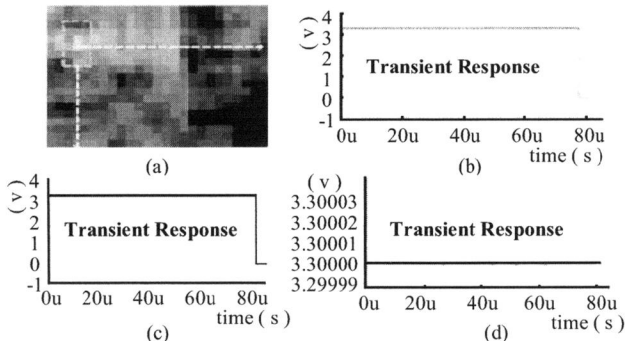 (a)
(v)
4
3
2
1
0
-1
Transient Response
0u 20u 40u 60u 80u
time ( s )
(b)
(v)
4
3
2
1
0
-1
Transient Response
0u 20u 40u 60u 80u
time ( s )
(c)
( v )
3.30003
3.30002
3.30001
3.30000
3.29999
Transient Response
0u 20u 40u 60u 80u
time ( s )
(d)